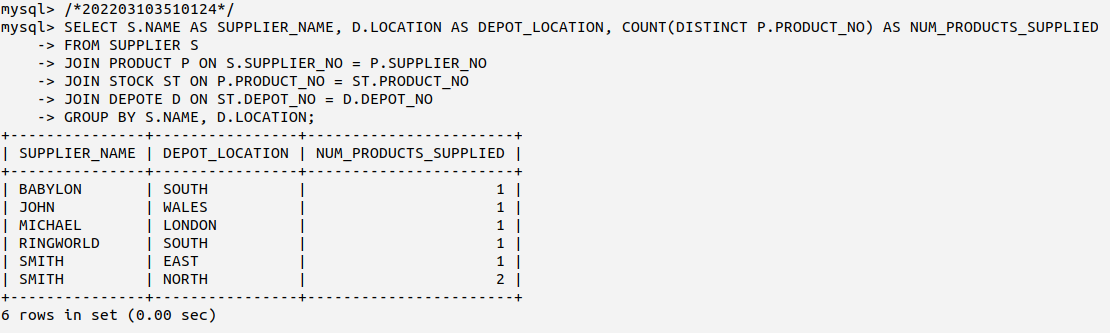 mysql> /*202203103510124*/
mysql> SELECT S.NAME AS SUPPLIER_NAME, D.LOCATION AS DEPOT_LOCATION, COUNT(DISTINCT P.PRODUCT_NO) AS NUM_PRODUCTS_SUPPLIED
    -> FROM SUPPLIER S
    -> JOIN PRODUCT P ON S.SUPPLIER_NO = P.SUPPLIER_NO
    -> JOIN STOCK ST ON P.PRODUCT_NO = ST.PRODUCT_NO
    -> JOIN DEPOTE D ON ST.DEPOT_NO = D.DEPOT_NO
    -> GROUP BY S.NAME, D.LOCATION;
+---------------+----------------+-----------------------+
| SUPPLIER_NAME | DEPOT_LOCATION | NUM_PRODUCTS_SUPPLIED |
+---------------+----------------+-----------------------+
| BABYLON       | SOUTH          |                     1 |
| JOHN          | WALES          |                     1 |
| MICHAEL       | LONDON         |                     1 |
| RINGWORLD     | SOUTH          |                     1 |
| SMITH         | EAST           |                     1 |
| SMITH         | NORTH          |                     2 |
+---------------+----------------+-----------------------+
6 rows in set (0.00 sec)